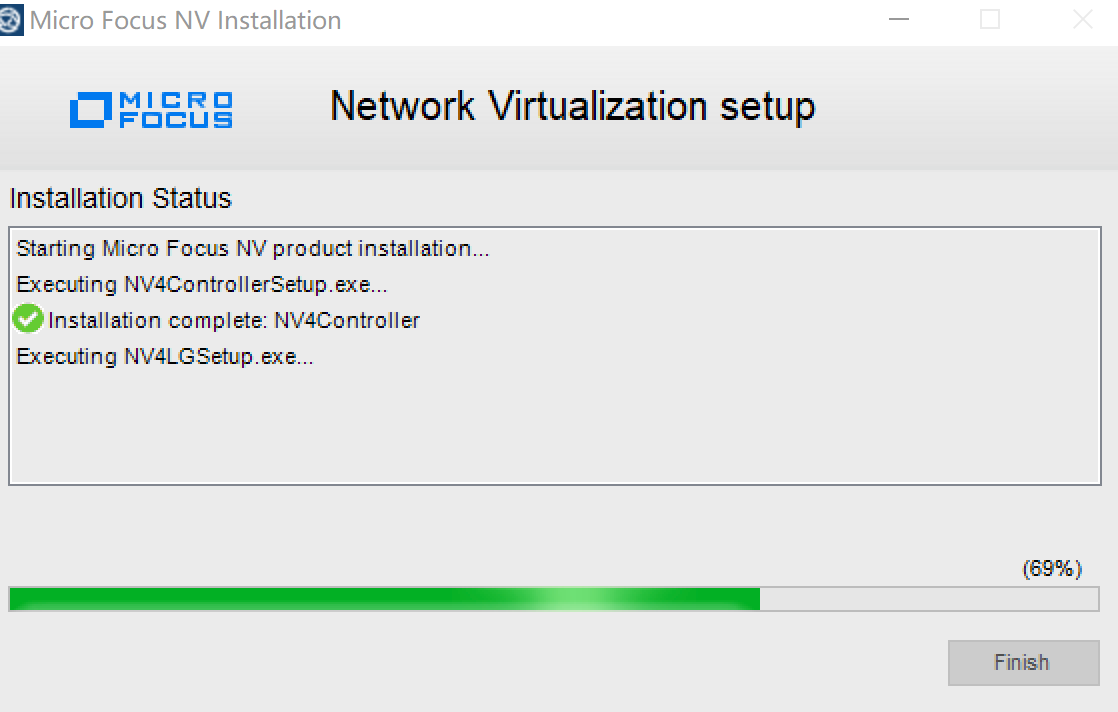 Micro Focus NV Installation
MICRO
FOCUS
Network Virtualization setup
Installation Status
Starting Micro Focus NV product installation...
Executing NV4ControllerSetup.exe...
Installation complete: NV4Controller
Executing NV4LGSetup.exe...
(69%)
Finish